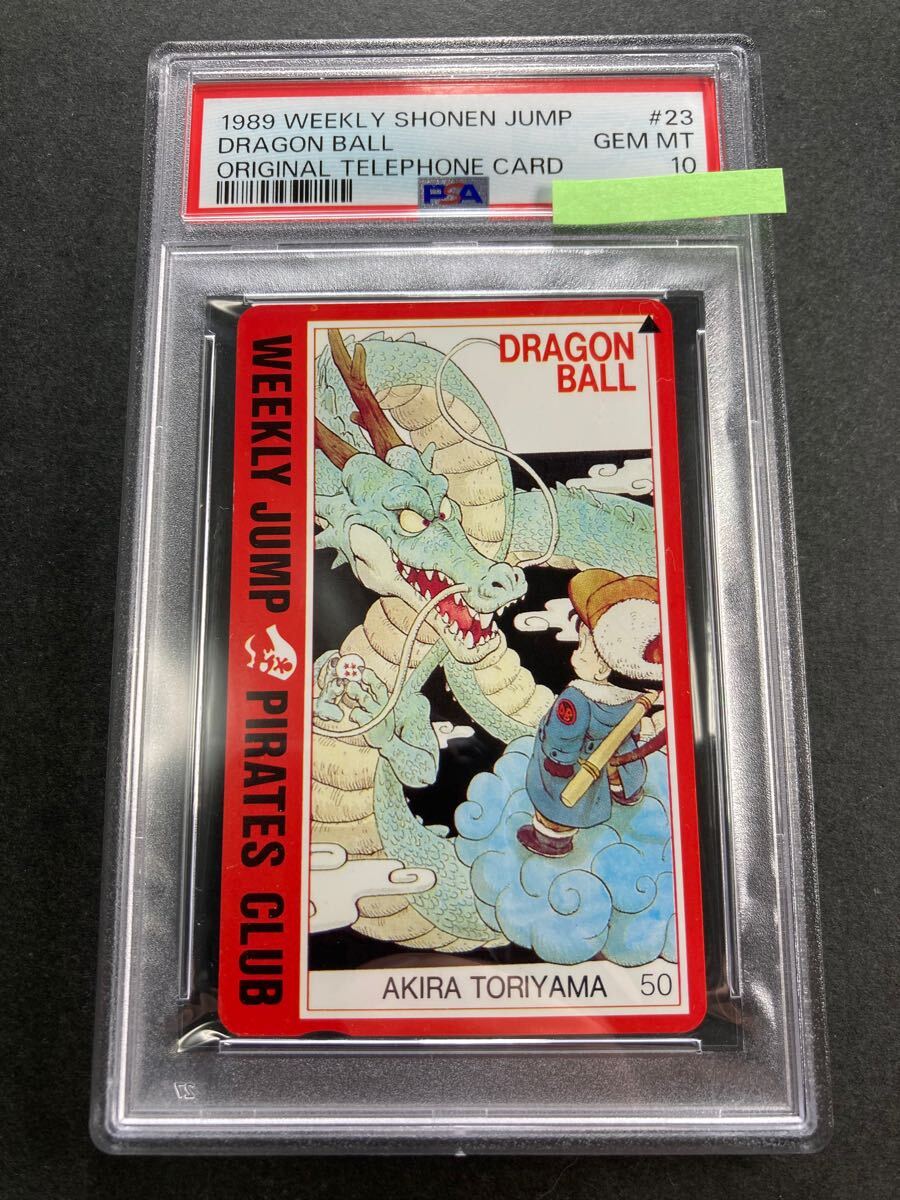 1989 WEEKLY SHONEN JUMP #23
DRAGON BALL GEM MT
ORIGINAL TELEPHONE CARD 10
PSA
DRAGON
BALL
WEEKLY JUMP PIRATES CLUB
AKIRA TORIYAMA 50